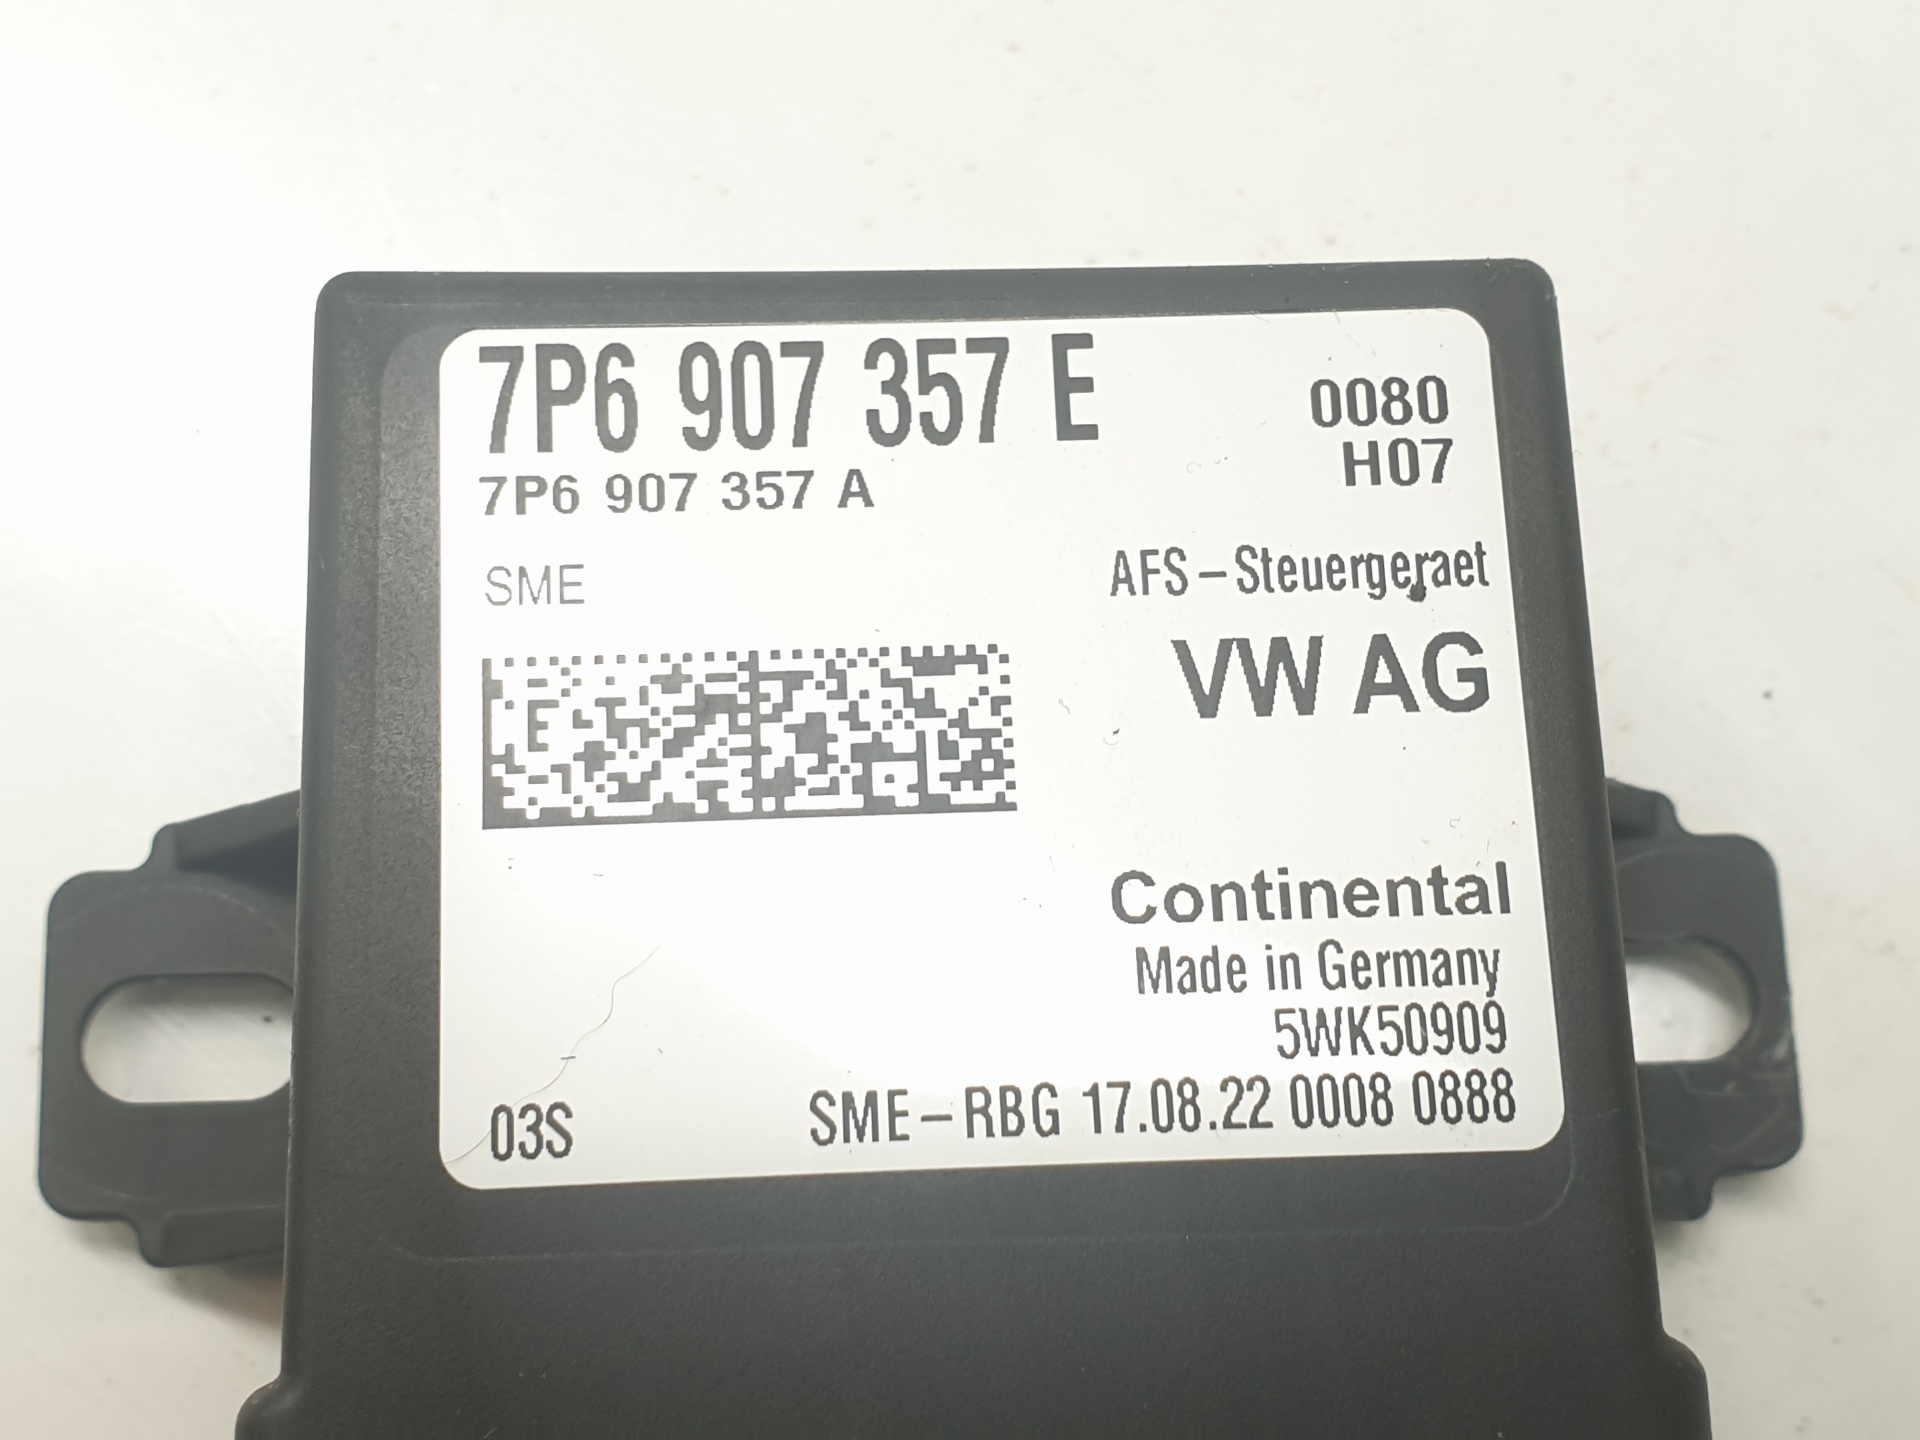 7P6 907 357 E
0080
7P6 907 357 A
H07
SME
AFS-Steuergeraet
VW AG
Continental
Made in Germany
5WK50909
03S
SME-RBG 17.08.22 0008 0888